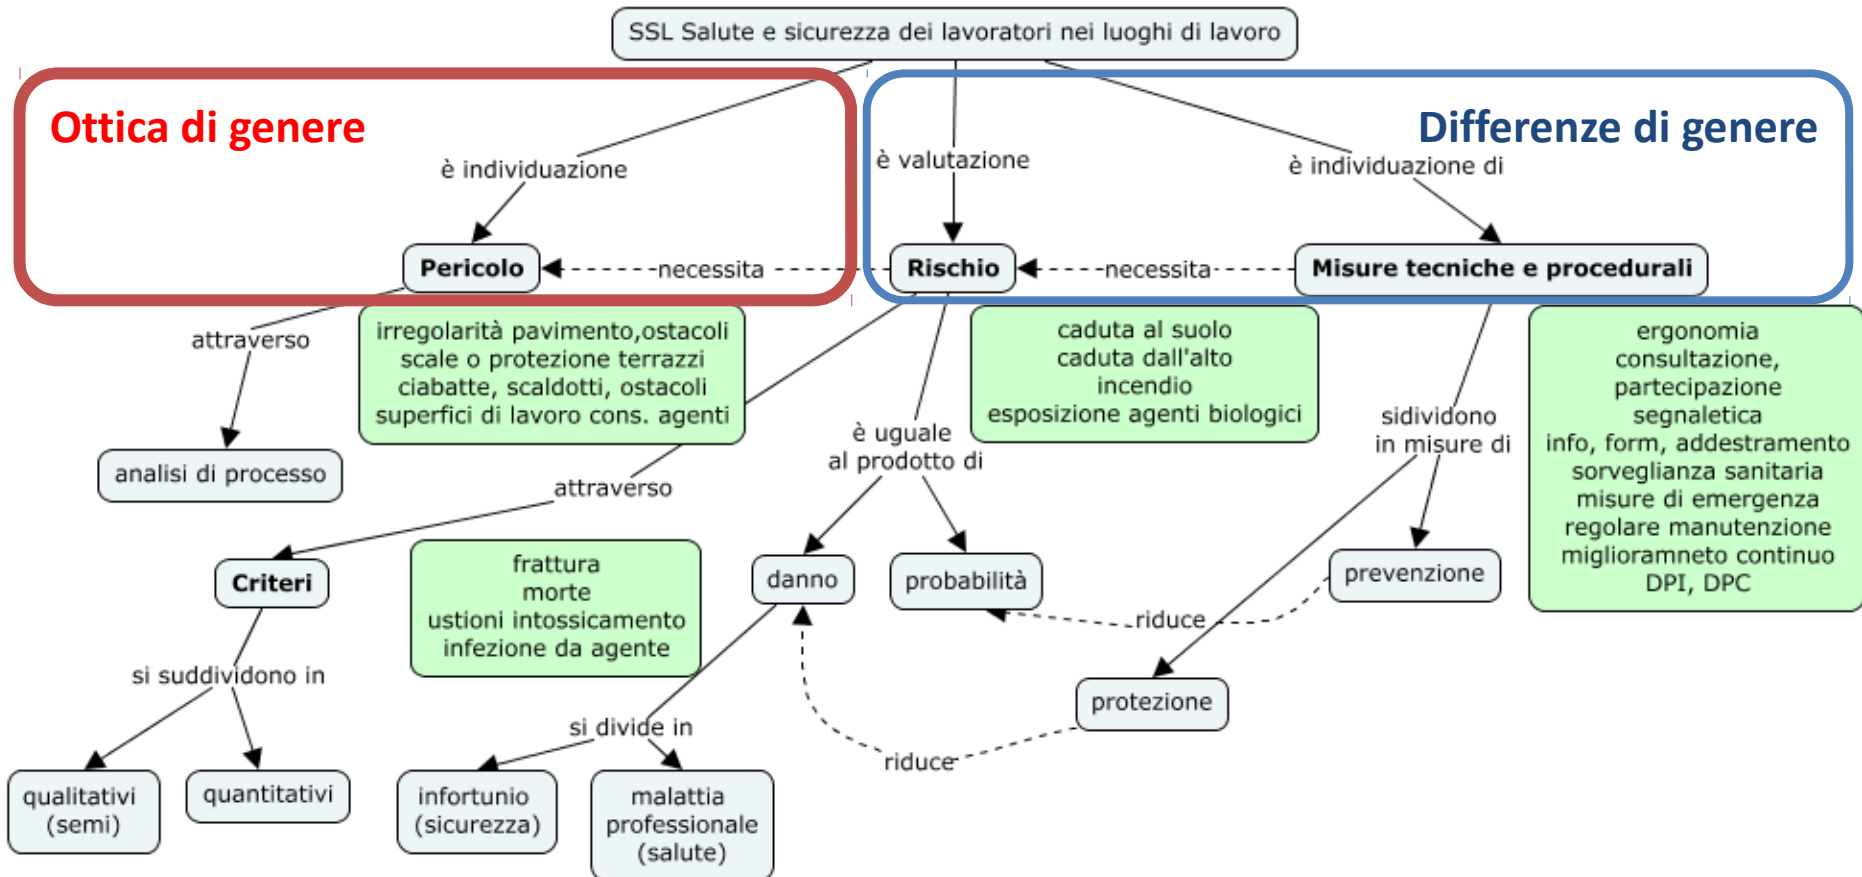 SSL Salute e sicurezza dei lavoratori nei luoghi di lavoro
Ottica di genere
Differenze di genere
è individuazione
è valutazione
è individuazione di
Pericolo
necessita
Rischio
necessita
Misure tecniche e procedurali
attraverso
irregolarità pavimento,ostacoli
scale o protezione terrazzi
ciabatte, scaldotti, ostacoli
superfici di lavoro cons. agenti
caduta al suolo
caduta dall'alto
incendio
esposizione agenti biologici
ergonomia
consultazione,
partecipazione
segnaletica
info, form, addestramento
sorveglianza sanitaria
misure di emergenza
regolare manutenzione
miglioramneto continuo
DPI, DPC
è uguale
al prodotto di
sidividono
in misure di
analisi di processo
attraverso
Criteri
frattura
morte
ustioni intossicamento
infezione da agente
danno
probabilità
prevenzione
riduce
si suddividono in
protezione
si divide in
riduce
qualitativi
(semi)
quantitativi
infortunio
(sicurezza)
malattia
professionale
(salute)